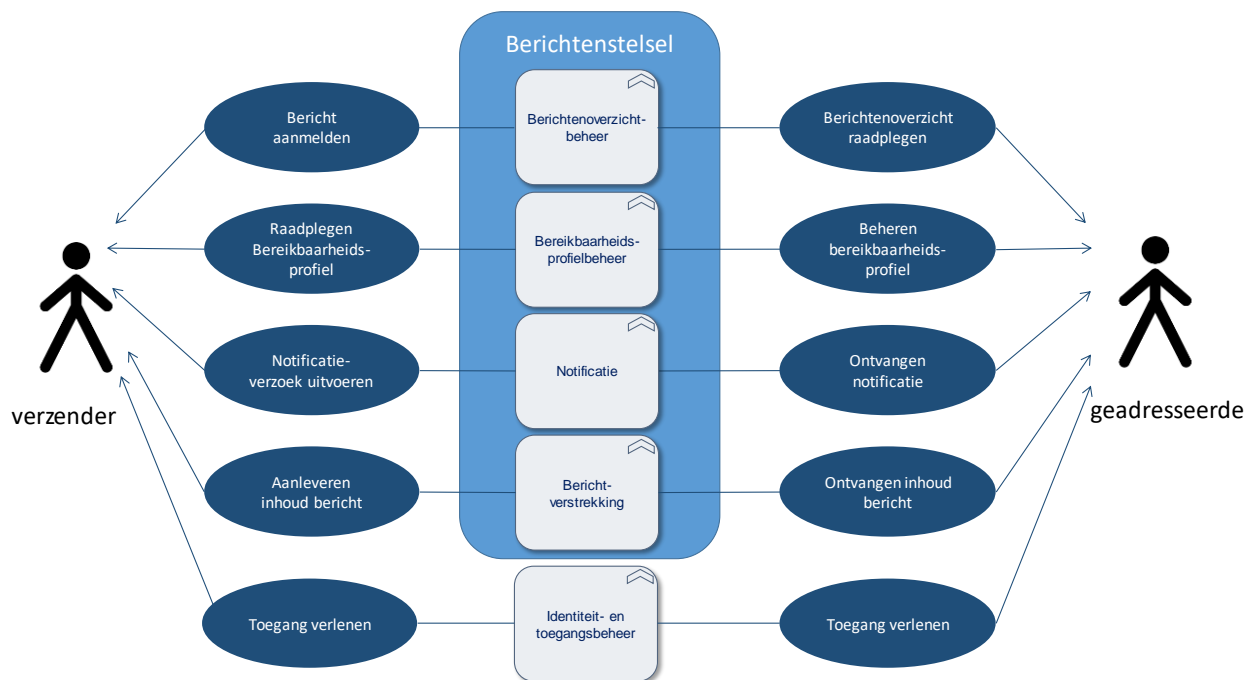 Berichtenstelsel
Bericht
aanmelden
Berichtenoverzicht-
beheer
Berichtenoverzicht
raadplegen
Raadplegen
Bereikbaarheids-
profiel
Bereikbaarheids-
profielbeheer
Beheren
bereikbaarheids-
profiel
Notificatie-
verzoek uitvoeren
Notificatie
Ontvangen
notificatie
verzender
geadresseerde
Aanleveren
inhoud bericht
Bericht-
verstrekking
Ontvangen inhoud
bericht
Toegang verlenen
Identiteit- en
toegangsbeheer
Toegang verlenen